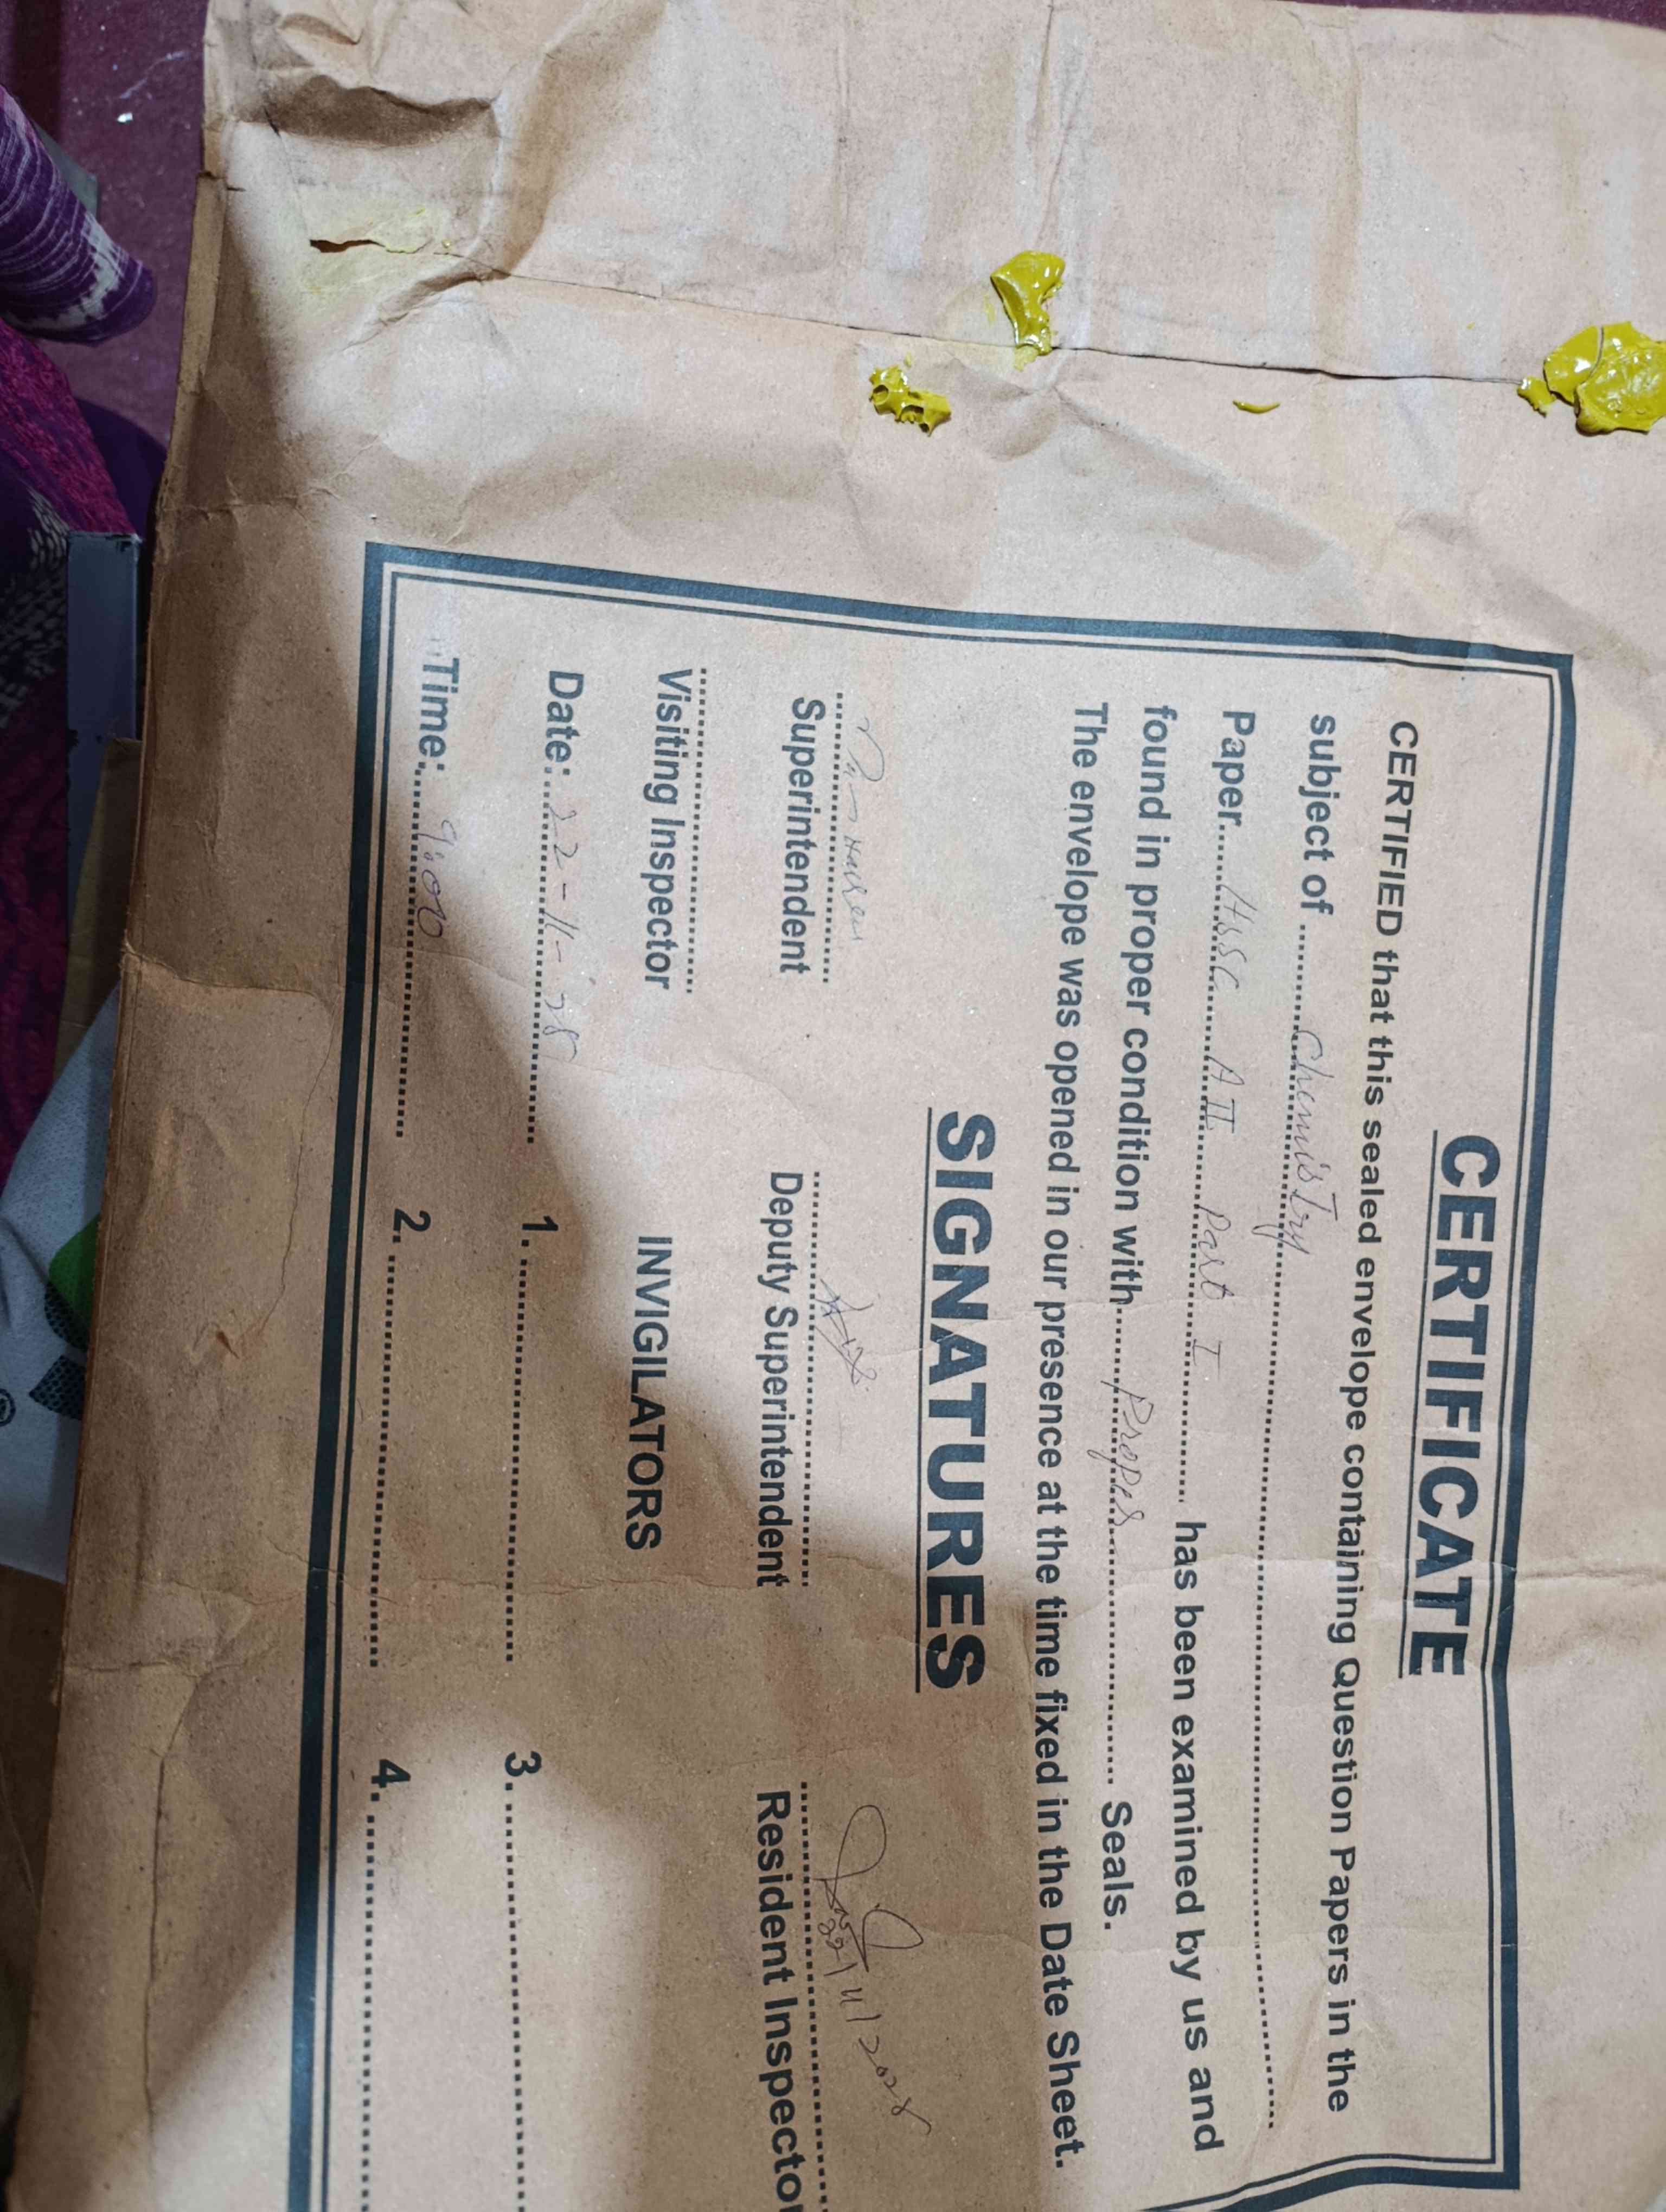 CERTIFICATE
CERTIFIED that this sealed envelope containing Question Papers in the
subject of ........ Chemistry ........
Paper...... HSSC ..... A II ..... Part I ........ has been examined by us and
found in proper condition with...... Proper ........ Seals.
The envelope was opened in our presence at the time fixed in the Date Sheet.
SIGNATURES
Superintendent Deputy Superintendent Resident Inspector
Visiting Inspector INVIGILATORS
Date: 22-11- 1. ........ 3. ........
Time: 9:00 2. ........ 4. ........